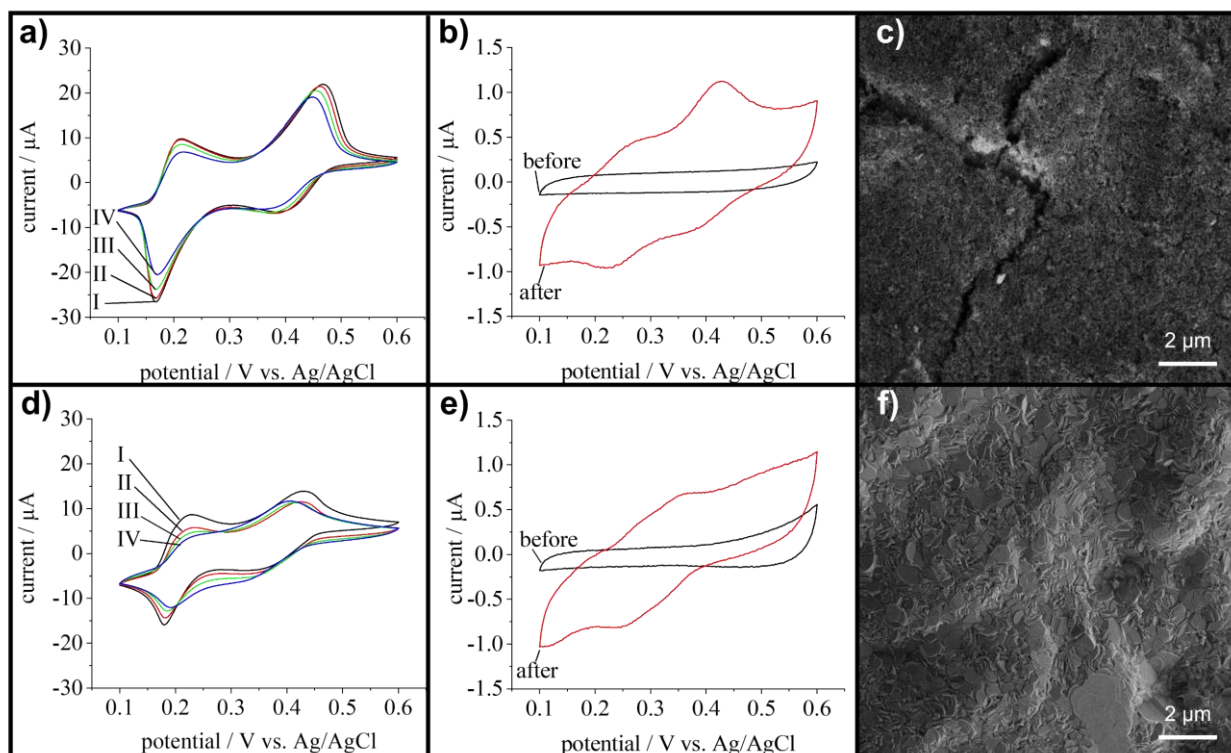 a)
30
20
10
0
-10
-20
-30
current / μA
IV
III
II
I
0.1 0.2 0.3 0.4 0.5 0.6
potential / V vs. Ag/AgCl
b)
1.5
1.0
0.5
0.0
-0.5
-1.0
-1.5
current / μA
before
after
0.1 0.2 0.3 0.4 0.5 0.6
potential / V vs. Ag/AgCl
c)
2 μm
d)
30
20
10
0
-10
-20
-30
current / μA
I
II
III
IV
0.1 0.2 0.3 0.4 0.5 0.6
potential / V vs. Ag/AgCl
e)
1.5
1.0
0.5
0.0
-0.5
-1.0
-1.5
current / μA
before
after
0.1 0.2 0.3 0.4 0.5 0.6
potential / V vs. Ag/AgCl
f)
2 μm